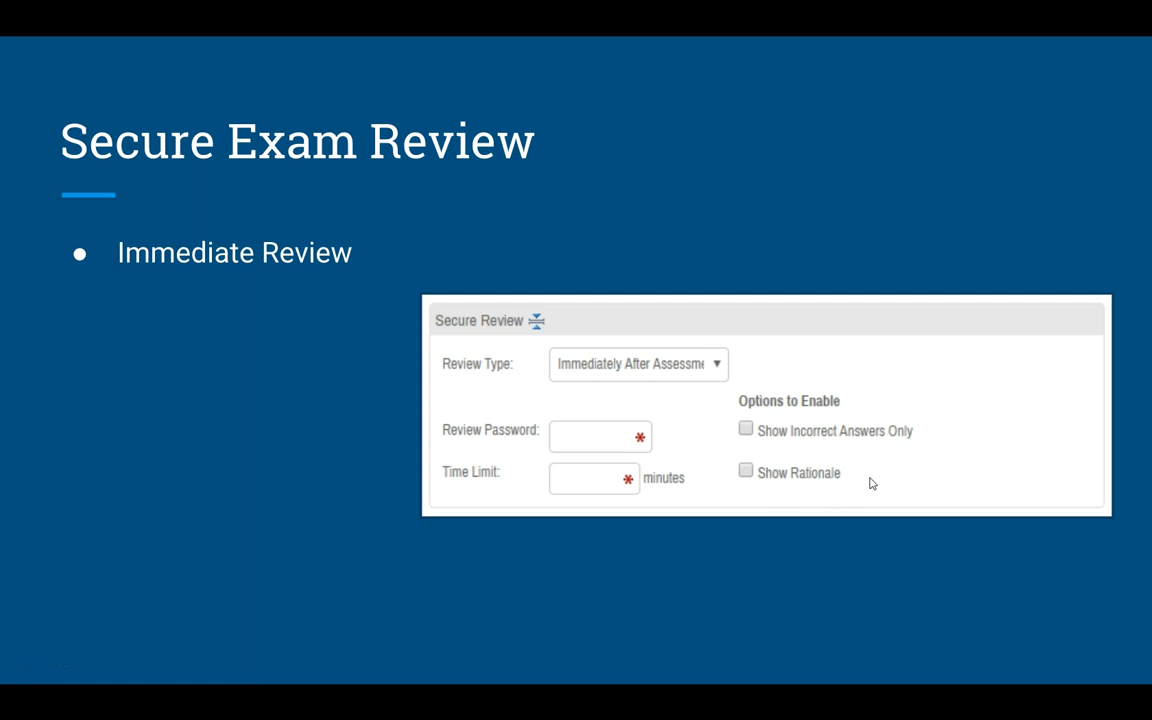 Secure Exam Review
● Immediate Review
Secure Review
Review Type: Immediately After Assessme ▼
Options to Enable
Review Password: * Show Incorrect Answers Only
Time Limit: * minutes Show Rationale